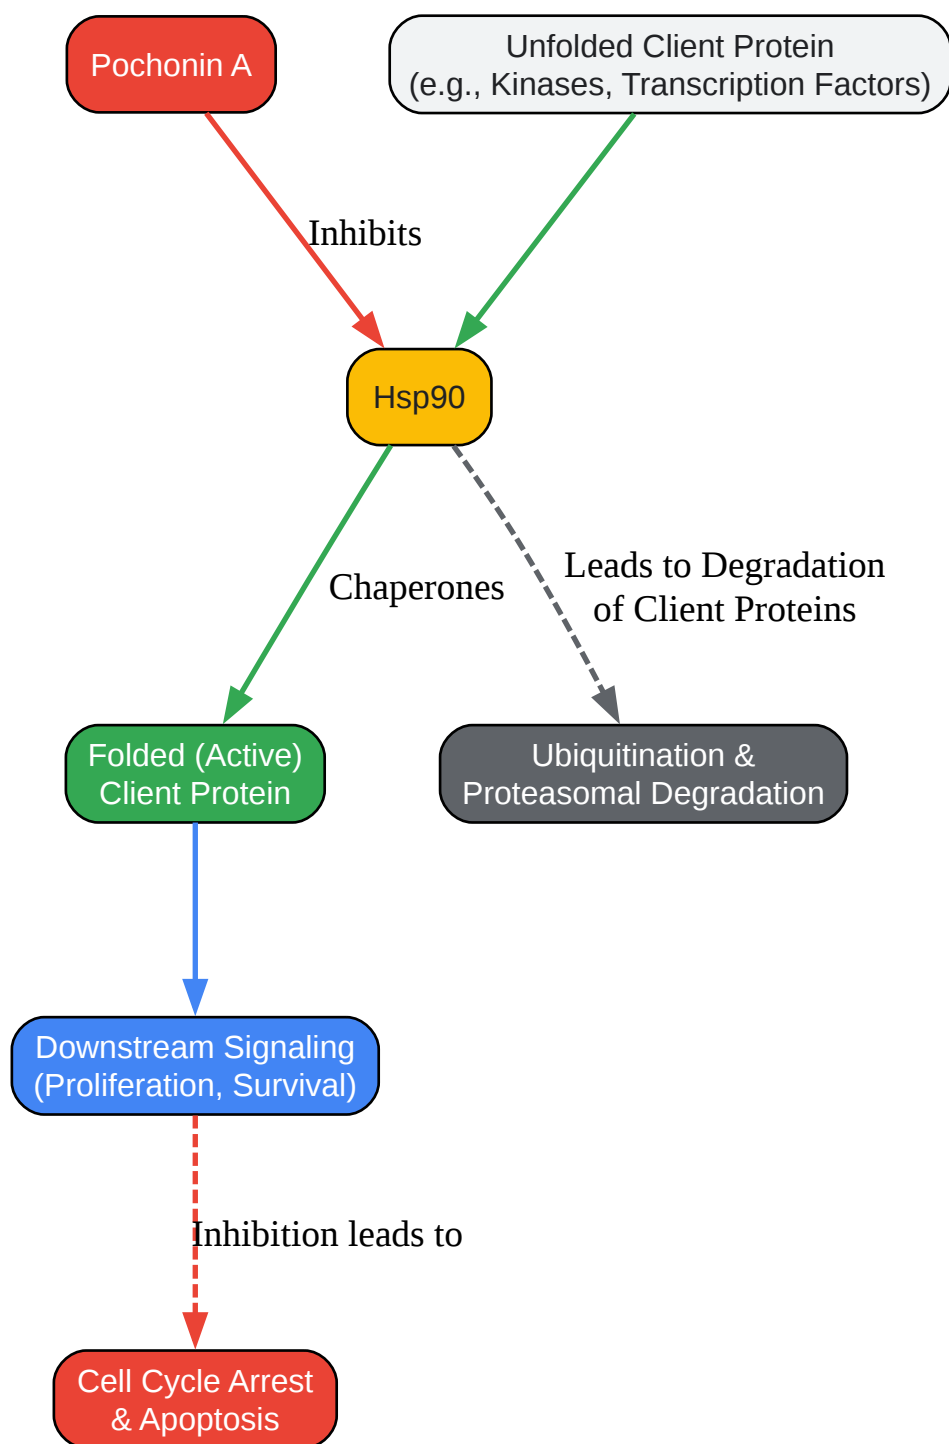 Pochonin A
Unfolded Client Protein
(e.g., Kinases, Transcription Factors)
Inhibits
Hsp90
Chaperones
Leads to Degradation
of Client Proteins
Folded (Active)
Client Protein
Ubiquitination &
Proteasomal Degradation
Downstream Signaling
(Proliferation, Survival)
Inhibition leads to
Cell Cycle Arrest
& Apoptosis